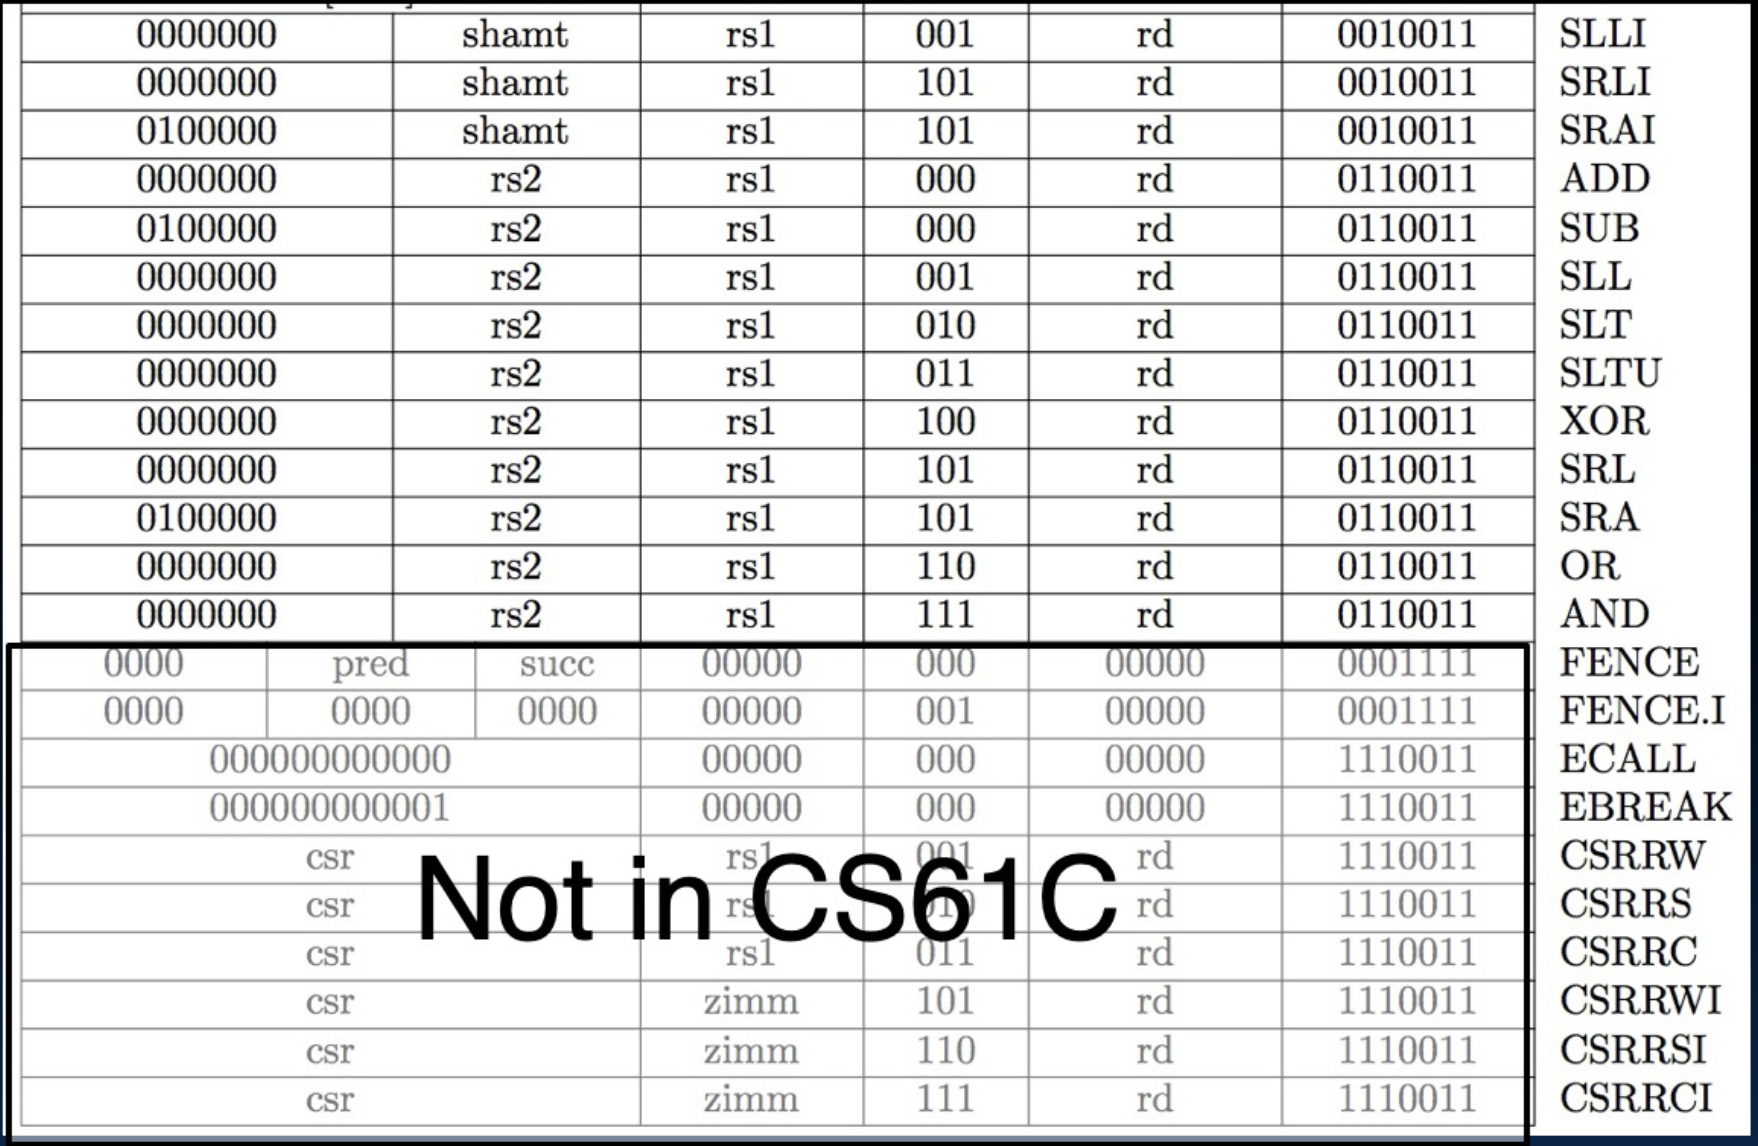 0000000 shamt rs1 001 rd 0010011 SLLI
0000000 shamt rs1 101 rd 0010011 SRLI
0100000 shamt rs1 101 rd 0010011 SRAI
0000000 rs2 rs1 000 rd 0110011 ADD
0100000 rs2 rs1 000 rd 0110011 SUB
0000000 rs2 rs1 001 rd 0110011 SLL
0000000 rs2 rs1 010 rd 0110011 SLT
0000000 rs2 rs1 011 rd 0110011 SLTU
0000000 rs2 rs1 100 rd 0110011 XOR
0000000 rs2 rs1 101 rd 0110011 SRL
0100000 rs2 rs1 101 rd 0110011 SRA
0000000 rs2 rs1 110 rd 0110011 OR
0000000 rs2 rs1 111 rd 0110011 AND
0000 pred succ 00000 000 00000 0001111 FENCE
0000 0000 0000 00000 001 00000 0001111 FENCE.I
000000000000 00000 000 00000 1110011 ECALL
000000000001 00000 000 00000 1110011 EBREAK
csr rs1 001 rd 1110011 CSRRW
Not in CS61C
csr rs1 010 rd 1110011 CSRRS
csr rs1 011 rd 1110011 CSRRC
csr zimm 101 rd 1110011 CSRRWI
csr zimm 110 rd 1110011 CSRRSI
csr zimm 111 rd 1110011 CSRRCI